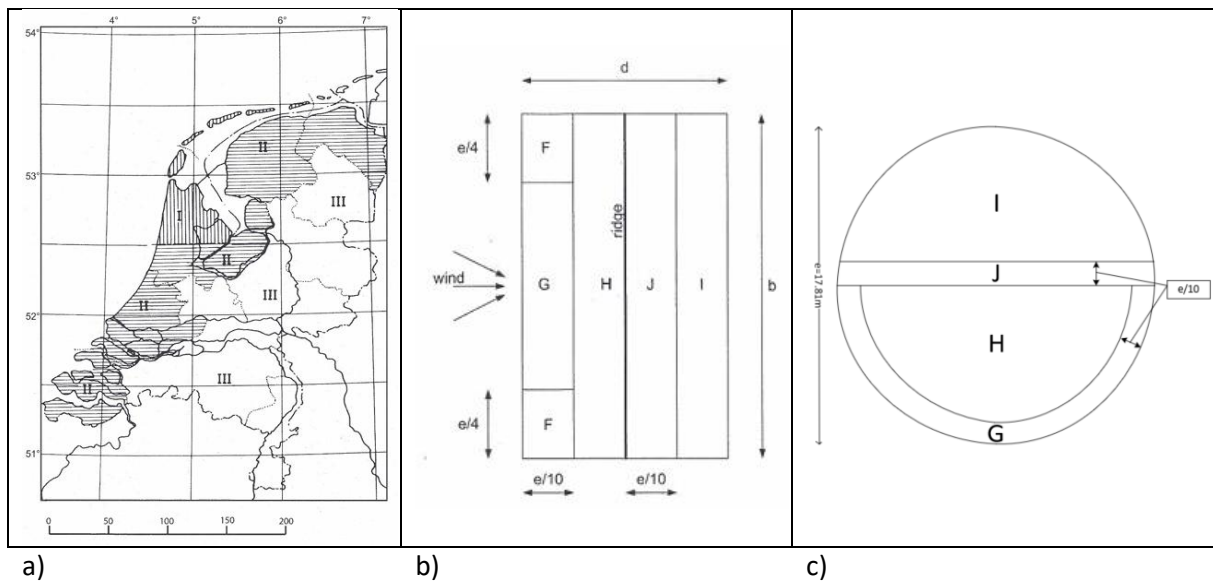 54°
4°
5°
6°
7°
53°
52°
51°
I
II
III
II
II
III
III
II
0
50
100
150
200
a)
d
e/4
F
ridge
wind
G
H
J
I
b
e/4
F
e/10
e/10
b)
e=17.81m
I
J
e/10
H
G
c)